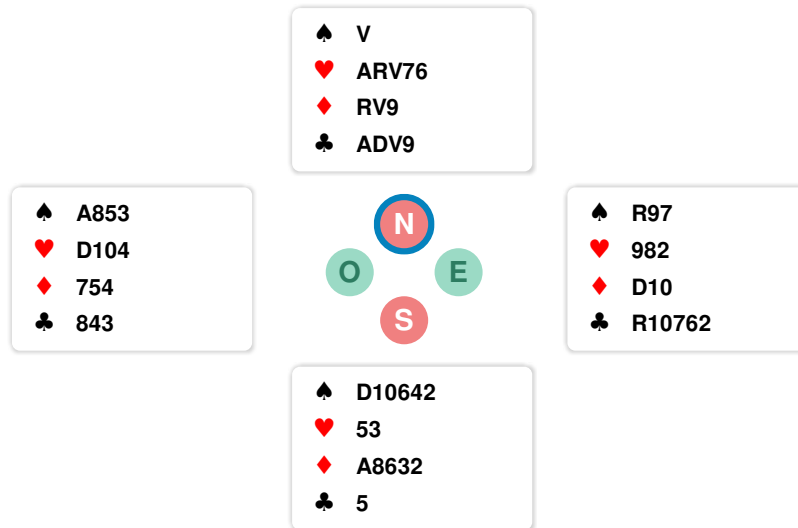 ♠ V
♥ ARV76
♦ RV9
♣ ADV9
♠ A853
♥ D104
♦ 754
♣ 843
N
O E
S
♠ R97
♥ 982
♦ D10
♣ R10762
♠ D10642
♥ 53
♦ A8632
♣ 5